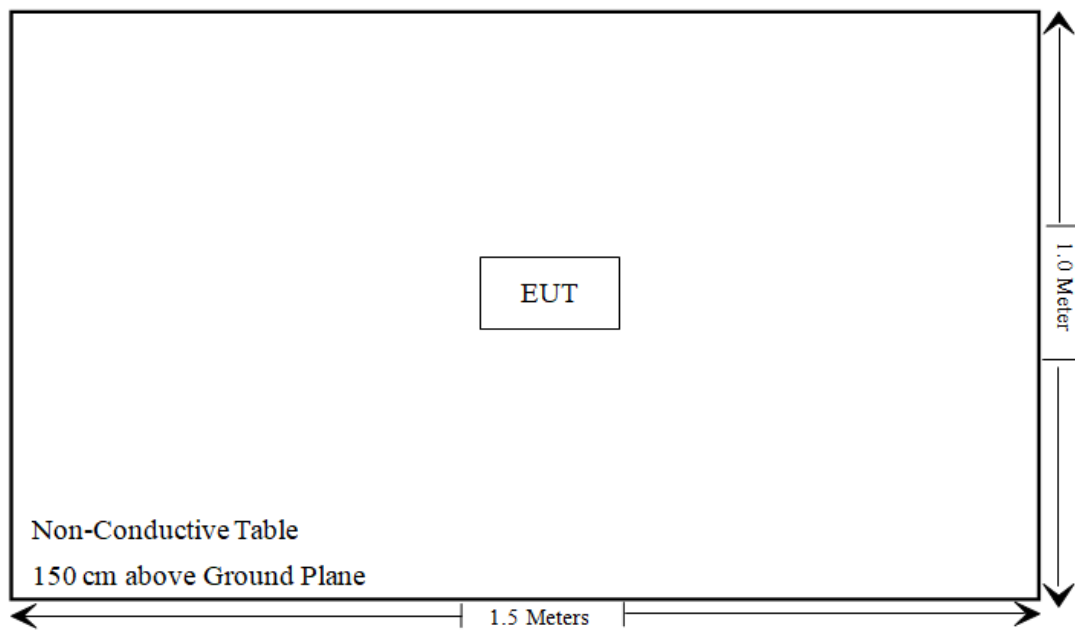 EUT
1.0 Meter
Non-Conductive Table
150 cm above Ground Plane
1.5 Meters